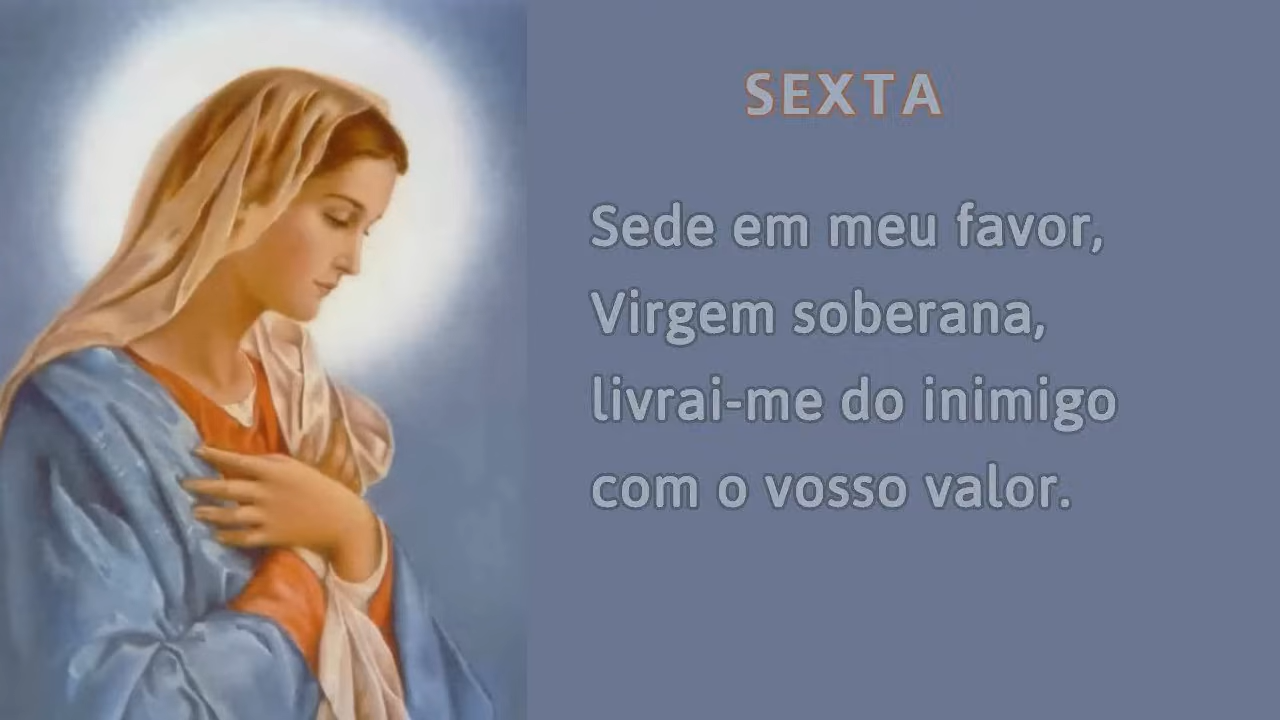 SEXTA
Sede em meu favor,
Virgem soberana,
livrai-me do inimigo
com o vosso valor.